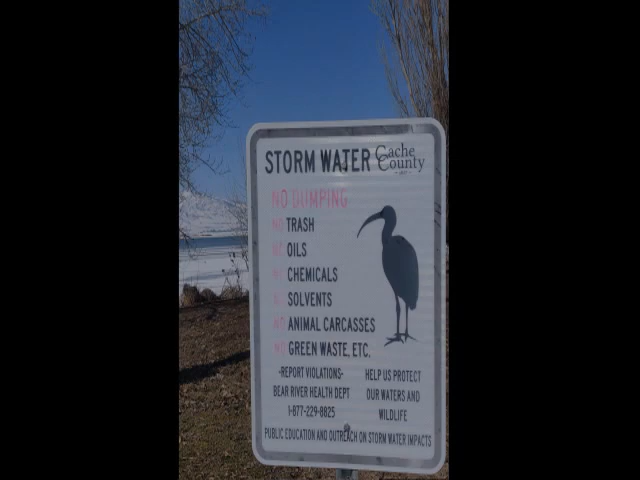 STORM WATER Cache County
NO DUMPING
NO TRASH
NO OILS
NO CHEMICALS
NO SOLVENTS
NO ANIMAL CARCASSES
NO GREEN WASTE, ETC.
-REPORT VIOLATIONS-
BEAR RIVER HEALTH DEPT
1-877-229-8825
HELP US PROTECT
OUR WATERS AND
WILDLIFE
PUBLIC EDUCATION AND OUTREACH ON STORM WATER IMPACTS